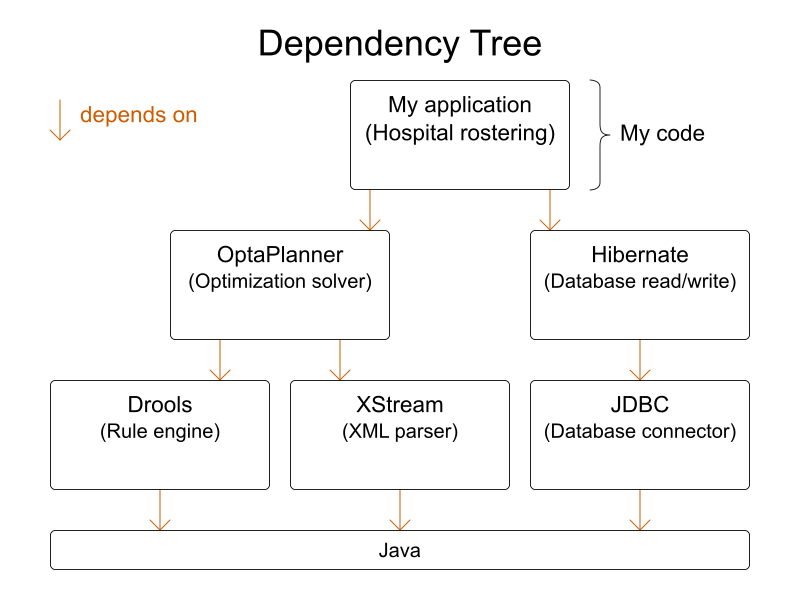 Dependency Tree
depends on
My application
(Hospital rostering)
My code
OptaPlanner
(Optimization solver)
Hibernate
(Database read/write)
Drools
(Rule engine)
XStream
(XML parser)
JDBC
(Database connector)
Java